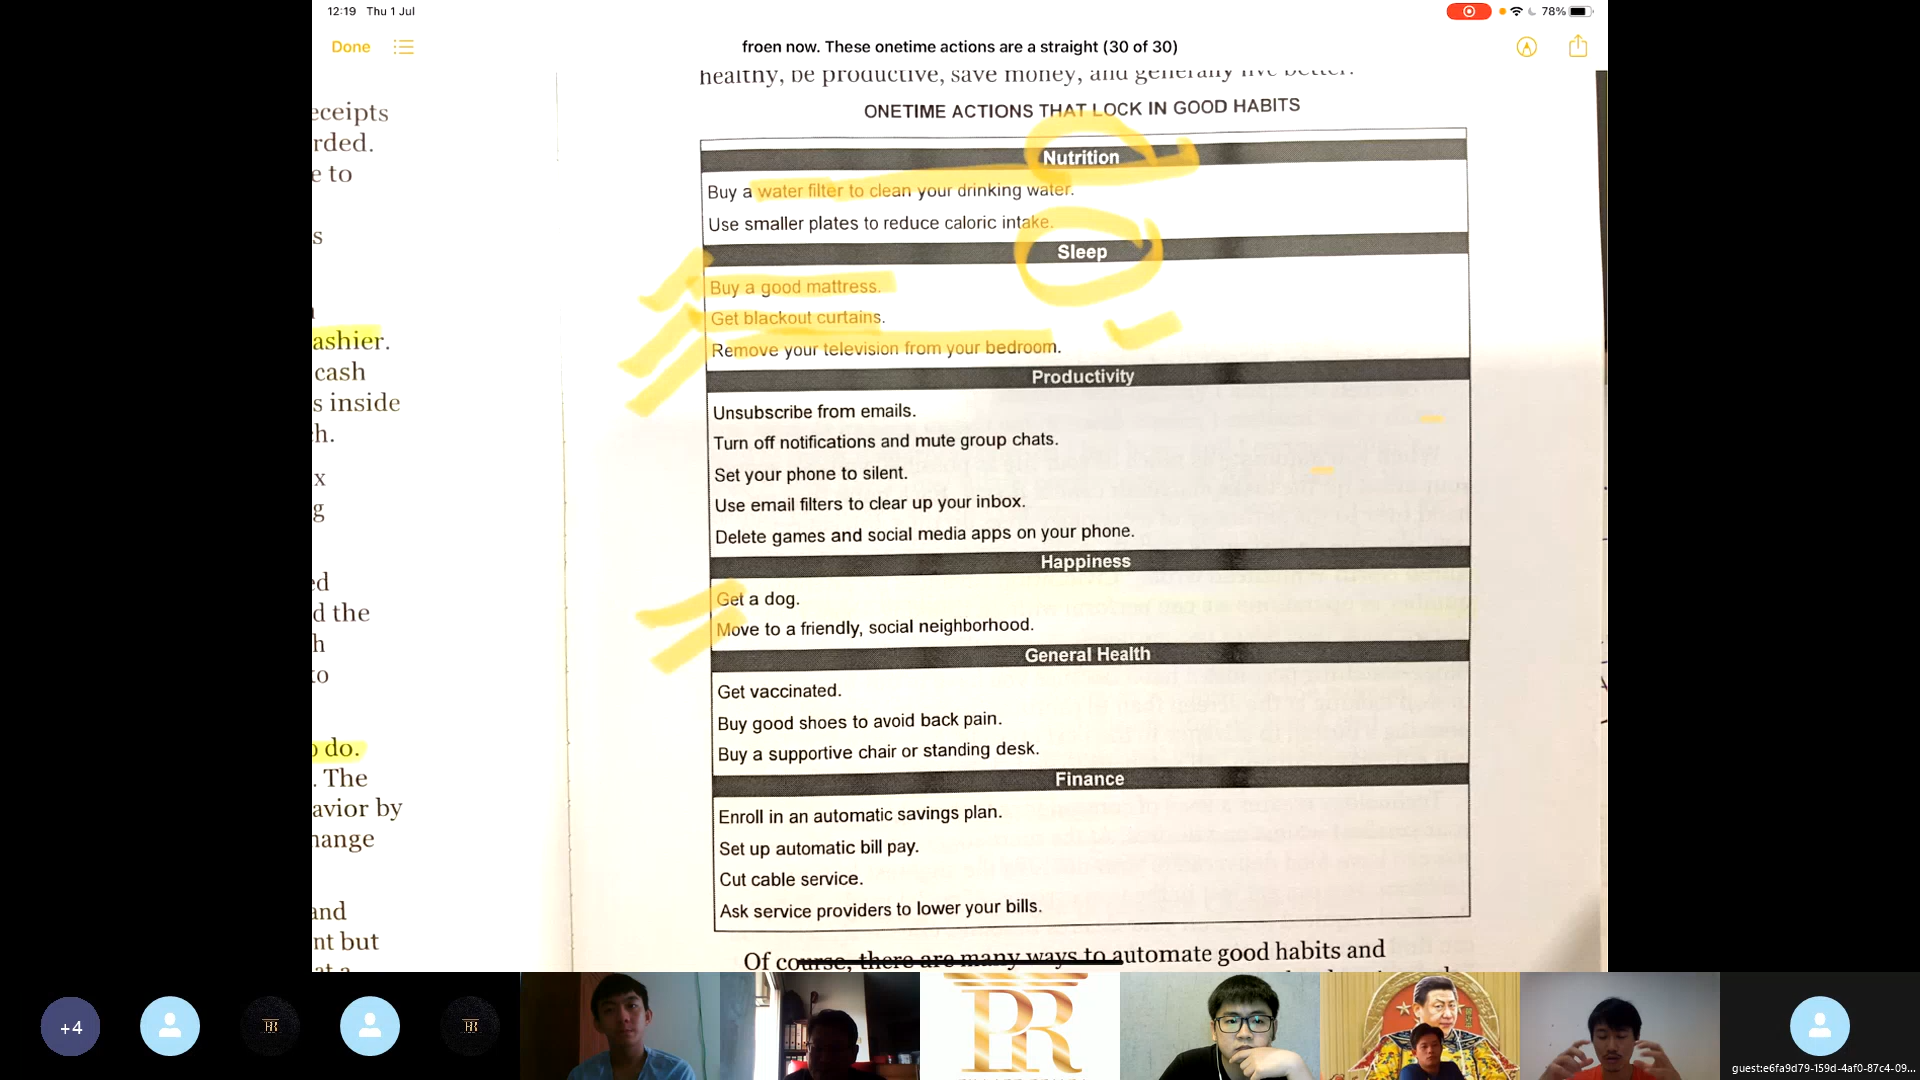 12:19 Thu 1 Jul
78%
Done
froen now. These onetime actions are a straight (30 of 30)
healthy, be productive, save money, and generally live better.
ONETIME ACTIONS THAT LOCK IN GOOD HABITS
Nutrition
Buy a water filter to clean your drinking water.
Use smaller plates to reduce caloric intake.
Sleep
Buy a good mattress.
Get blackout curtains.
Remove your television from your bedroom.
Productivity
Unsubscribe from emails.
Turn off notifications and mute group chats.
Set your phone to silent.
Use email filters to clear up your inbox.
Delete games and social media apps on your phone.
Happiness
Get a dog.
Move to a friendly, social neighborhood.
General Health
Get vaccinated.
Buy good shoes to avoid back pain.
Buy a supportive chair or standing desk.
Finance
Enroll in an automatic savings plan.
Set up automatic bill pay.
Cut cable service.
Ask service providers to lower your bills.
Of course, there are many ways to automate good habits and
eceipts
rded.
e to
s
ashier.
cash
s inside
h.
x
g
ed
d the
h
to
o do.
. The
avior by
hange
and
nt but
at a
+4
PR
guest:e6fa9d79-159d-4af0-87c4-09...